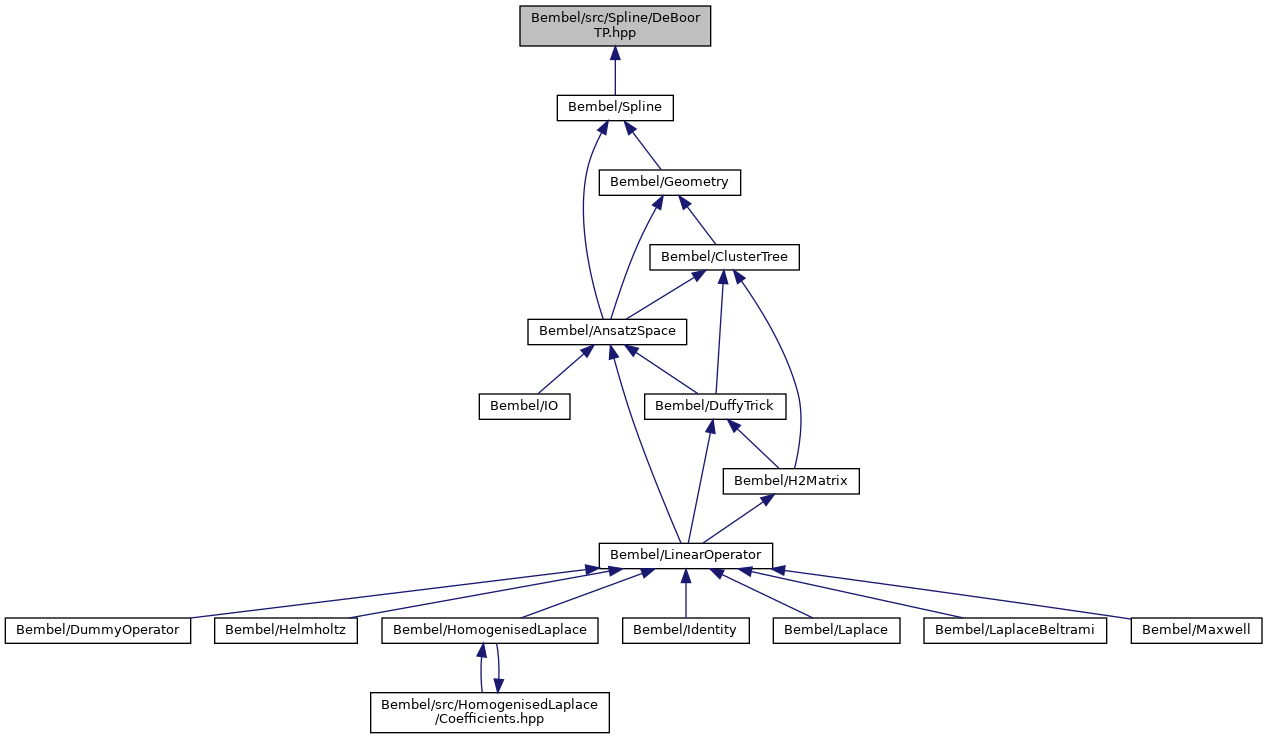 Bembel/src/Spline/DeBoor
TP.hpp
Bembel/Spline
Bembel/Geometry
Bembel/ClusterTree
Bembel/AnsatzSpace
Bembel/IO
Bembel/DuffyTrick
Bembel/H2Matrix
Bembel/LinearOperator
Bembel/DummyOperator
Bembel/Helmholtz
Bembel/HomogenisedLaplace
Bembel/Identity
Bembel/Laplace
Bembel/LaplaceBeltrami
Bembel/Maxwell
Bembel/src/HomogenisedLaplace
/Coefficients.hpp